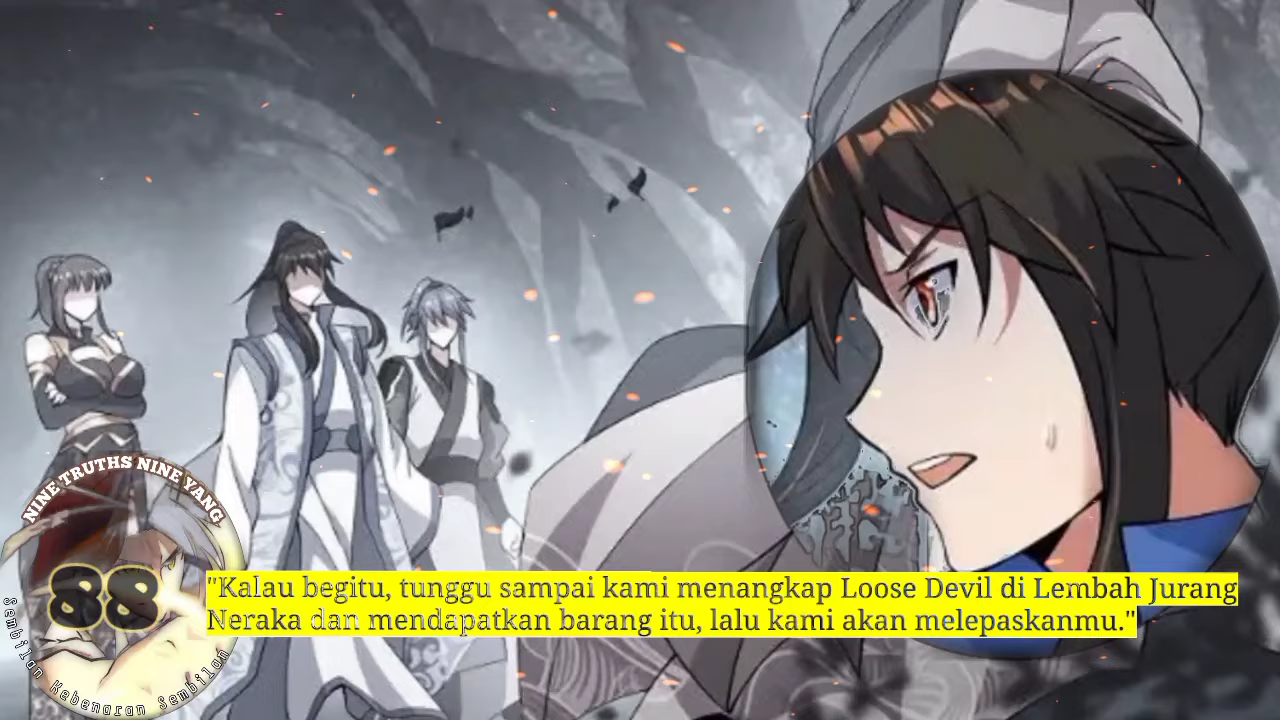 NINE TRUTHS NINE YANG
88
Sembilan Kebenaran Sembilan
"Kalau begitu, tunggu sampai kami menangkap Loose Devil di Lembah Jurang
Neraka dan mendapatkan barang itu, lalu kami akan melepaskanmu."